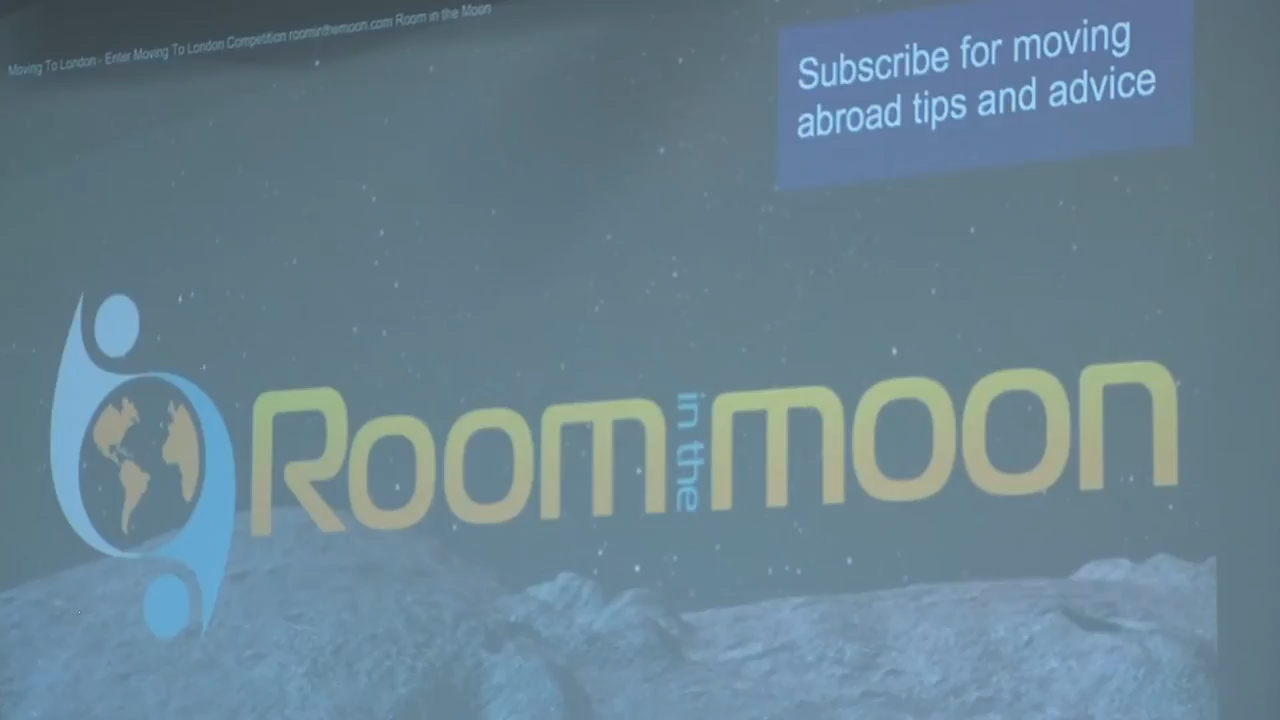 Moving To London - Enter Moving To London Competition roominthemoon.com Room in the Moon
Subscribe for moving
abroad tips and advice
Room in the moon